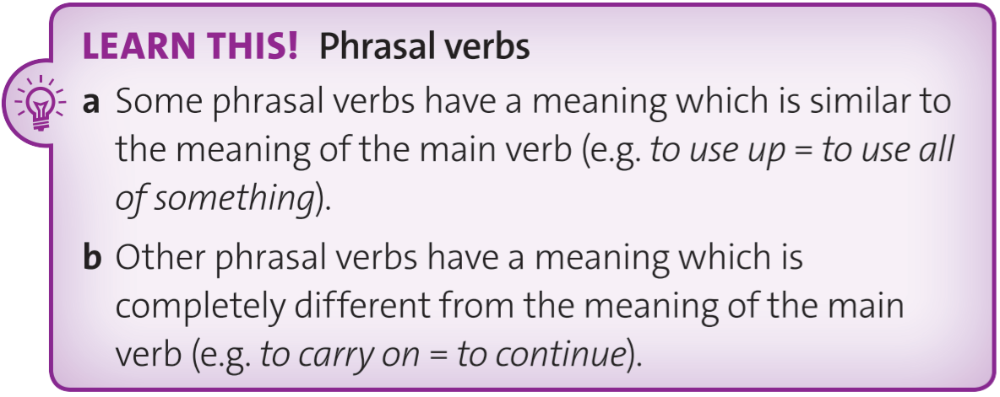 LEARN THIS! Phrasal verbs
a Some phrasal verbs have a meaning which is similar to
the meaning of the main verb (e.g. to use up = to use all
of something).
b Other phrasal verbs have a meaning which is
completely different from the meaning of the main
verb (e.g. to carry on = to continue).